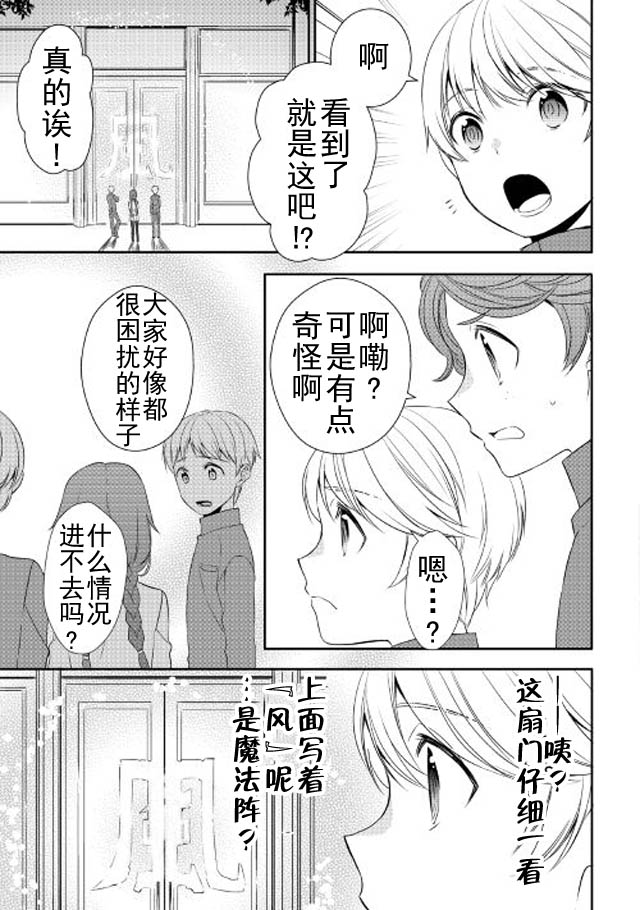 啊
看到了
就是这吧!?
真的诶！
風
啊嘞？
可是有点
奇怪啊
嗯…？
大家好像都
很困扰的样子
什么情况
进不去吗？
咦？
这扇门仔细一看
上面写着
『风』呢
…是魔法阵？
風